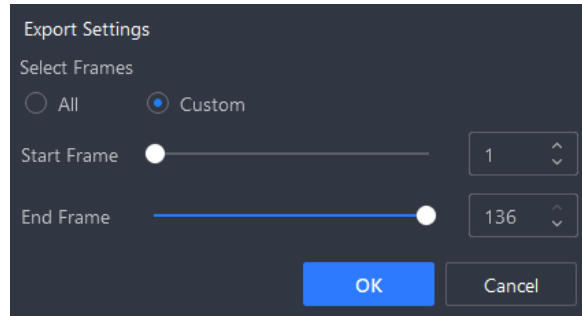 Export Settings
Select Frames
All Custom
Start Frame 1
End Frame 136
OK Cancel